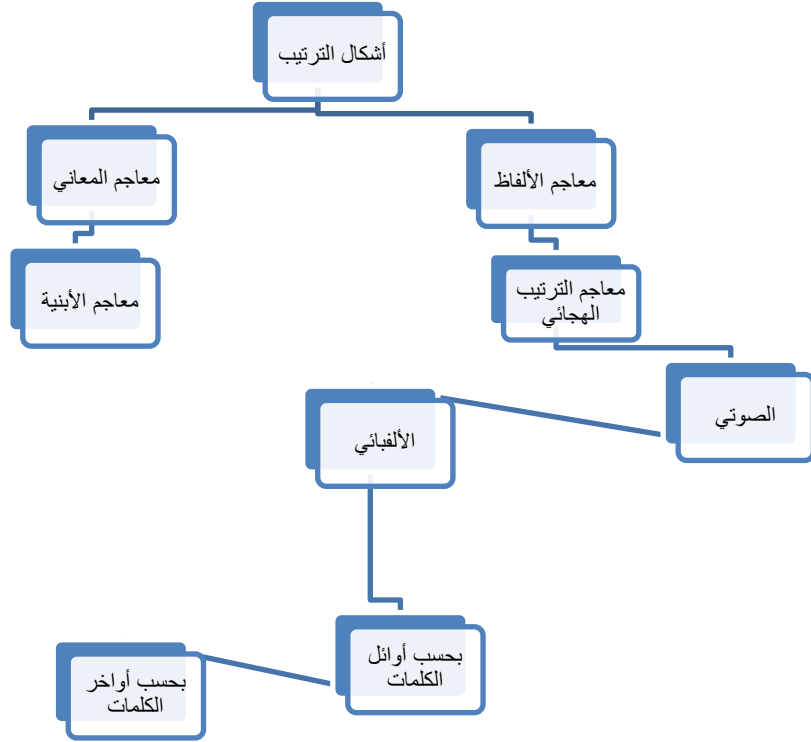 أشكال الترتيب
معاجم الألفاظ
معاجم المعاني
معاجم الترتيب
الهجائي
معاجم الأبنية
الصوتي
الألفبائي
بحسب أوائل
الكلمات
بحسب أواخر
الكلمات